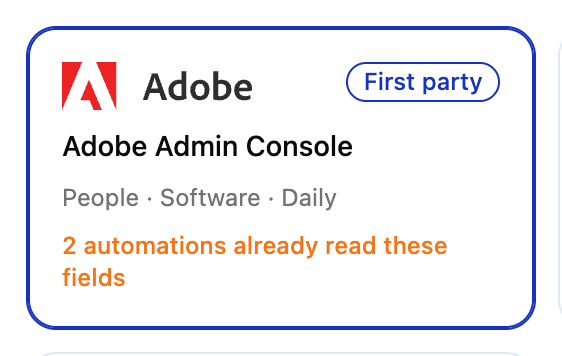 Adobe
First party
Adobe Admin Console
People · Software · Daily
2 automations already read these
fields